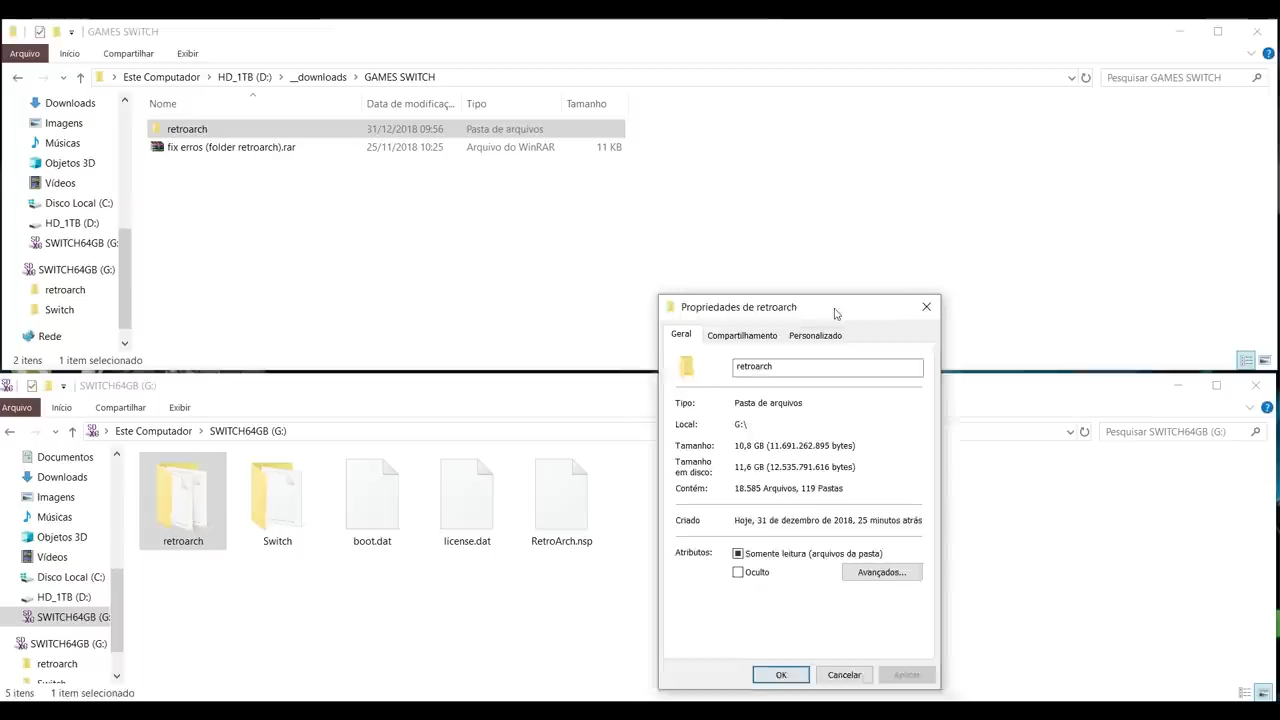 GAMES SWITCH
Arquivo Início Compartilhar Exibir
Este Computador HD_1TB (D:) __downloads GAMES SWITCH Pesquisar GAMES SWITCH
Nome Data de modificaç... Tipo Tamanho
Downloads
Imagens
Músicas
Objetos 3D
Vídeos
Disco Local (C:)
HD_1TB (D:)
SWITCH64GB (G:
SWITCH64GB (G:)
retroarch
Switch
Rede
retroarch 31/12/2018 09:56 Pasta de arquivos
fix erros (folder retroarch).rar 25/11/2018 10:25 Arquivo do WinRAR 11 KB
2 itens 1 item selecionado
SWITCH64GB (G:)
Arquivo Início Compartilhar Exibir
Este Computador SWITCH64GB (G:) Pesquisar SWITCH64GB (G:)
Documentos
Downloads
Imagens
Músicas
Objetos 3D
Vídeos
Disco Local (C:)
HD_1TB (D:)
SWITCH64GB (G:
SWITCH64GB (G:)
retroarch
Switch
retroarch Switch boot.dat license.dat RetroArch.nsp
5 itens 1 item selecionado
Propriedades de retroarch
Geral Compartilhamento Personalizado
retroarch
Tipo: Pasta de arquivos
Local: G:\
Tamanho: 10,8 GB (11.691.262.895 bytes)
Tamanho
em disco: 11,6 GB (12.535.791.616 bytes)
Contém: 18.585 Arquivos, 119 Pastas
Criado Hoje, 31 de dezembro de 2018, 25 minutos atrás
Atributos: Somente leitura (arquivos da pasta)
Oculto Avançados...
OK Cancelar Aplicar